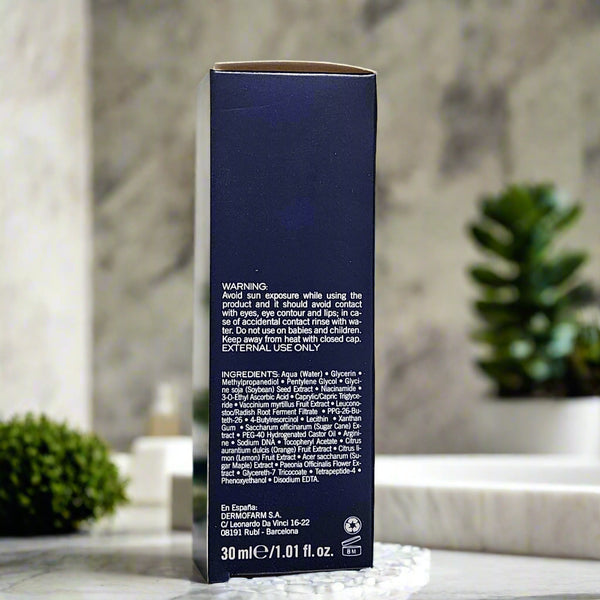 WARNING:
Avoid sun exposure while using the
product and it should avoid contact
with eyes, eye contour and lips; in ca-
se of accidental contact rinse with wa-
ter. Do not use on babies and children.
Keep away from heat with closed cap.
EXTERNAL USE ONLY
INGREDIENTS: Aqua (Water) • Glycerin •
Methylpropanediol • Pentylene Glycol • Glyci-
ne soja (Soybean) Seed Extract • Niacinamide •
3-O-Ethyl Ascorbic Acid • Caprylic/Capric Triglyce-
ride • Vaccinium myrtillus Fruit Extract • Leucono-
stoc/Radish Root Ferment Filtrate • PPG-26-Bu-
teth-26 • 4-Butylresorcinol • Lecithin • Xanthan
Gum • Saccharum officinarum (Sugar Cane) Ex-
tract • PEG-40 Hydrogenated Castor Oil • Argini-
ne • Sodium DNA • Tocopheryl Acetate • Citrus
aurantium dulcis (Orange) Fruit Extract • Citrus li-
mon (Lemon) Fruit Extract • Acer saccharum (Su-
gar Maple) Extract • Paeonia Officinalis Flower Ex-
tract • Glycereth-7 Tricocoate • Tetrapeptide-4 •
Phenoxyethanol • Disodium EDTA.
En España:
DERMOFARM S.A.
C/ Leonardo Da Vinci 16-22
08191 Rubí - Barcelona
30 ml ℮/1.01 fl. oz.
8 M